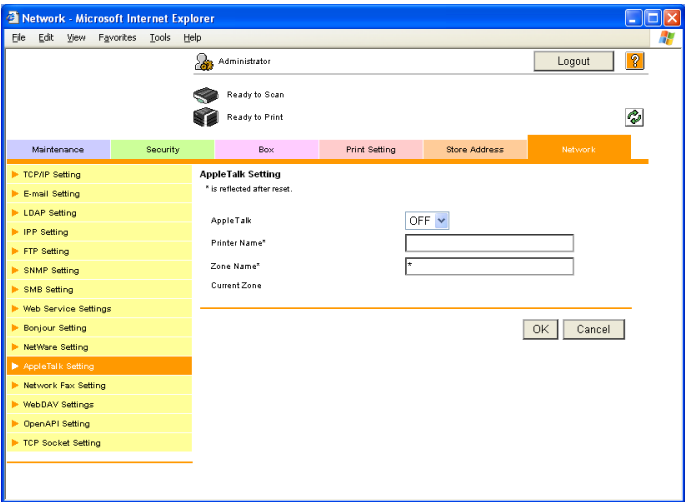 Network - Microsoft Internet Explorer
File Edit View Favorites Tools Help
Administrator
Logout
?
Ready to Scan
Ready to Print
Maintenance Security Box Print Setting Store Address Network
TCP/IP Setting
E-mail Setting
LDAP Setting
IPP Setting
FTP Setting
SNMP Setting
SMB Setting
Web Service Settings
Bonjour Setting
NetWare Setting
AppleTalk Setting
Network Fax Setting
WebDAV Settings
OpenAPI Setting
TCP Socket Setting
AppleTalk Setting
* is reflected after reset.
AppleTalk OFF
Printer Name*
Zone Name* *
Current Zone
OK Cancel